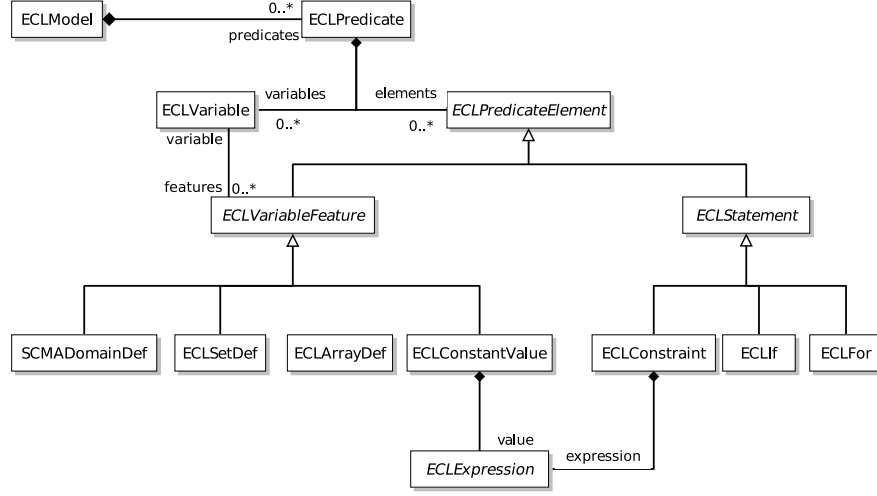 ECLModel
0..*
ECLPredicate
predicates
variables
elements
ECLVariable
ECLPredicateElement
0..*
0..*
variable
features
0..*
ECLVariableFeature
ECLStatement
SCMADomainDef
ECLSetDef
ECLArrayDef
ECLConstantValue
ECLConstraint
ECLIf
ECLFor
value
expression
ECLExpression